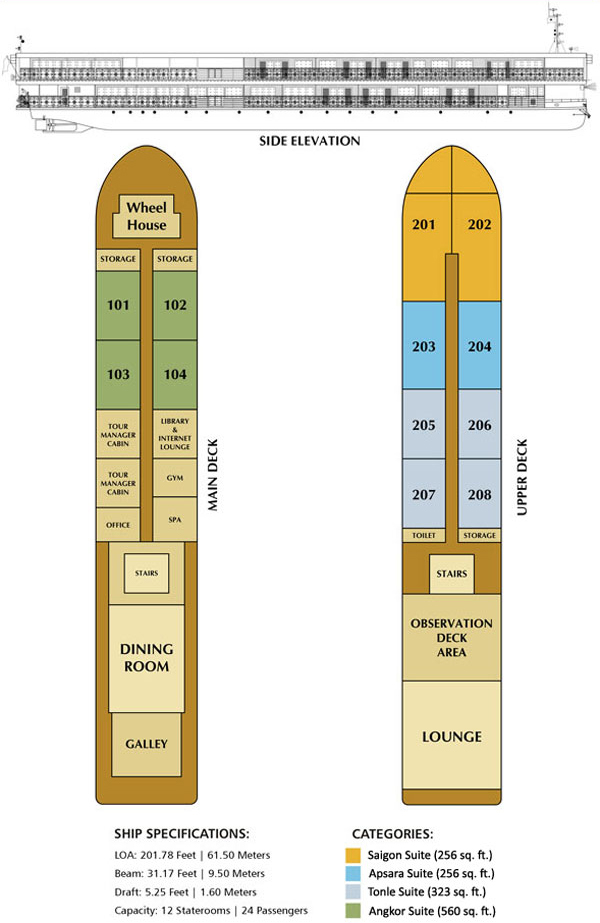 SIDE ELEVATION
Wheel
House
STORAGE
STORAGE
101
102
103
104
TOUR
MANAGER
CABIN
LIBRARY
&
INTERNET
LOUNGE
TOUR
MANAGER
CABIN
GYM
OFFICE
SPA
STAIRS
DINING
ROOM
GALLEY
MAIN DECK
201
202
203
204
205
206
207
208
TOILET
STORAGE
STAIRS
OBSERVATION
DECK
AREA
LOUNGE
UPPER DECK
SHIP SPECIFICATIONS:
LOA: 201.78 Feet | 61.50 Meters
Beam: 31.17 Feet | 9.50 Meters
Draft: 5.25 Feet | 1.60 Meters
Capacity: 12 Staterooms | 24 Passengers
CATEGORIES:
Saigon Suite (256 sq. ft.)
Apsara Suite (256 sq. ft.)
Tonle Suite (323 sq. ft.)
Angkor Suite (560 sq. ft.)